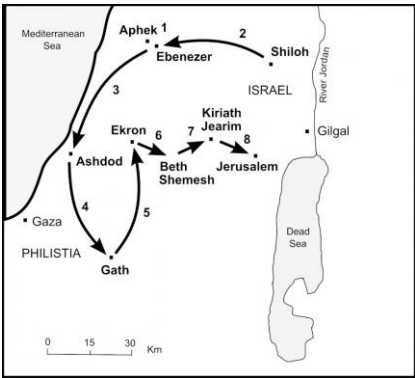 Mediterranean
Sea
Aphek 1
Ebenezer
2
Shiloh
River Jordan
3
ISRAEL
Kiriath
Jearim
Ekron 6 7 8
Gilgal
Ashdod
Beth
Shemesh
Jerusalem
4
5
Gaza
Dead
Sea
PHILISTIA
Gath
0 15 30
Km